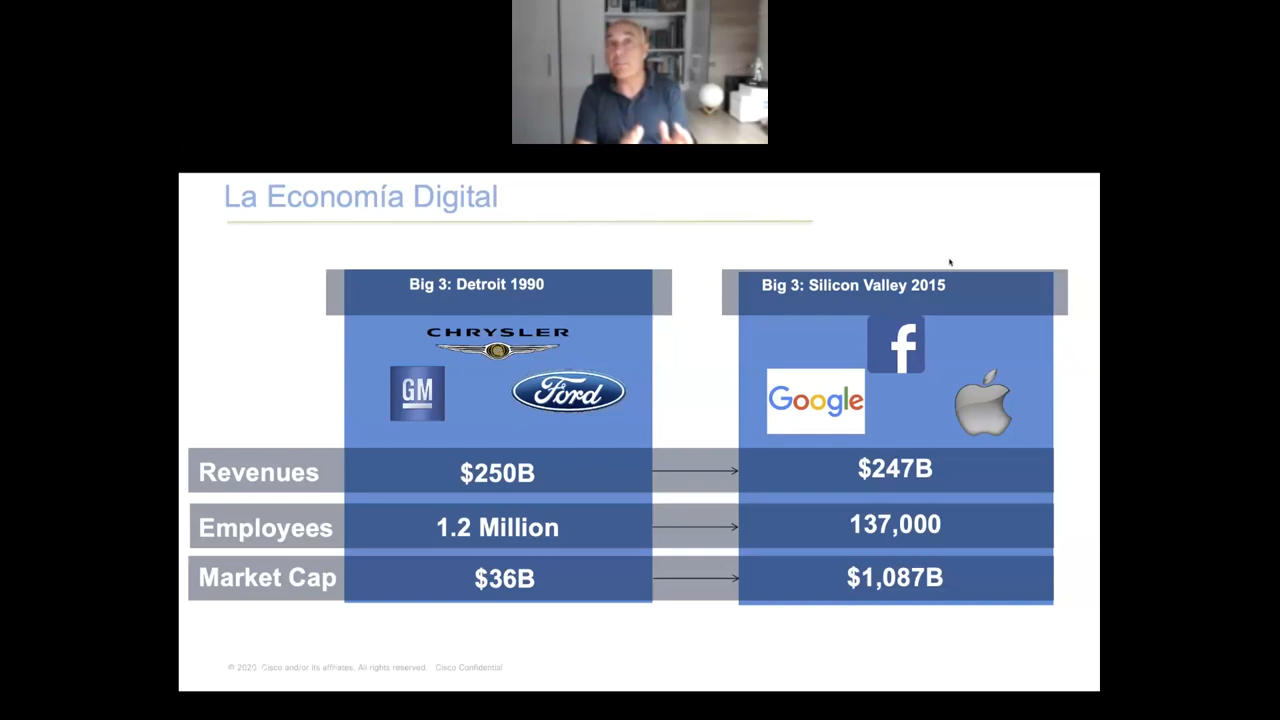 La Economía Digital
Big 3: Detroit 1990
Big 3: Silicon Valley 2015
CHRYSLER
f
GM
Ford
Google
Revenues
$250B
$247B
Employees
1.2 Million
137,000
Market Cap
$36B
$1,087B
© 2020 Cisco and/or its affiliates. All rights reserved. Cisco Confidential